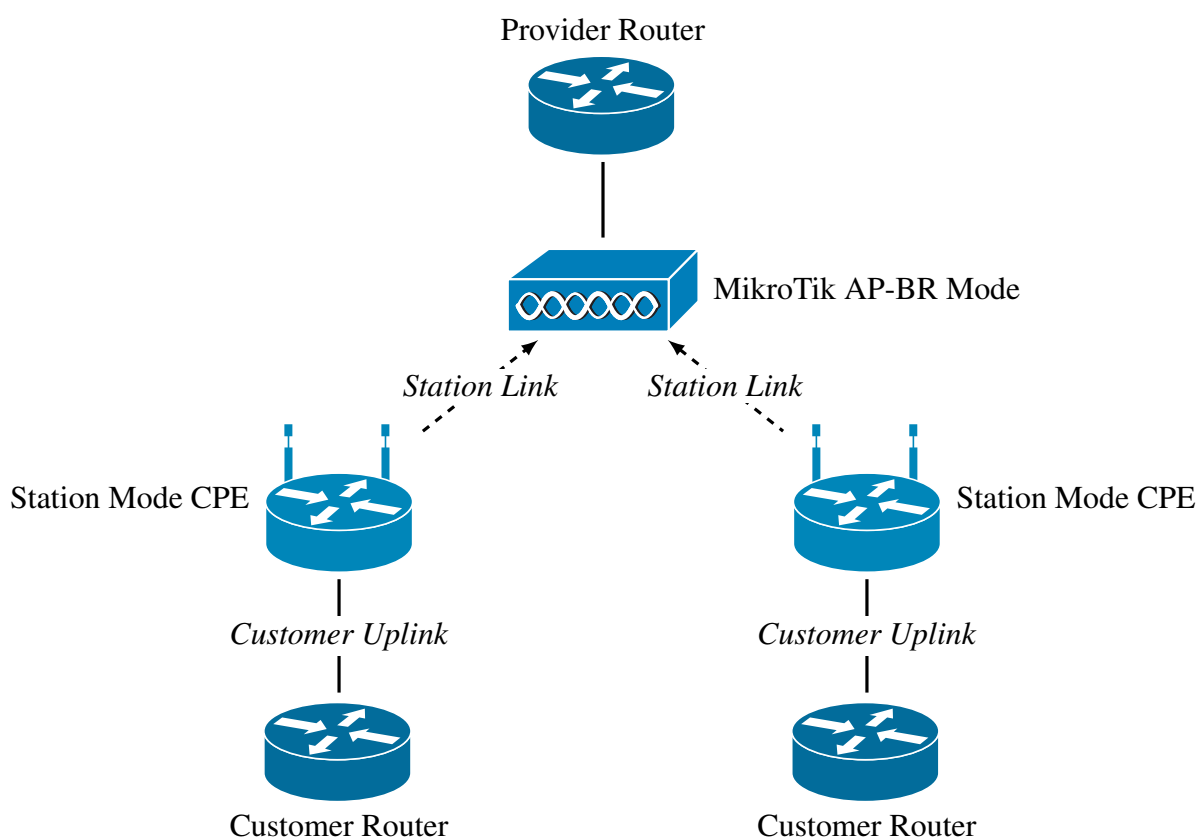 Provider Router
MikroTik AP-BR Mode
Station Link
Station Link
Station Mode CPE
Station Mode CPE
Customer Uplink
Customer Uplink
Customer Router
Customer Router